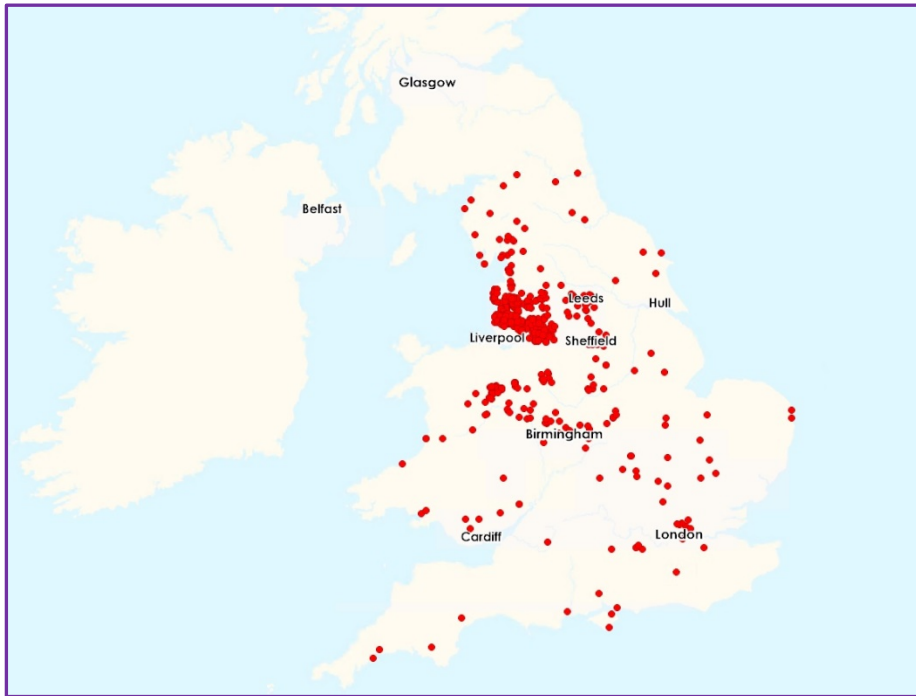 Glasgow
Belfast
Leeds
Hull
Liverpool
Sheffield
Birmingham
Cardiff
London